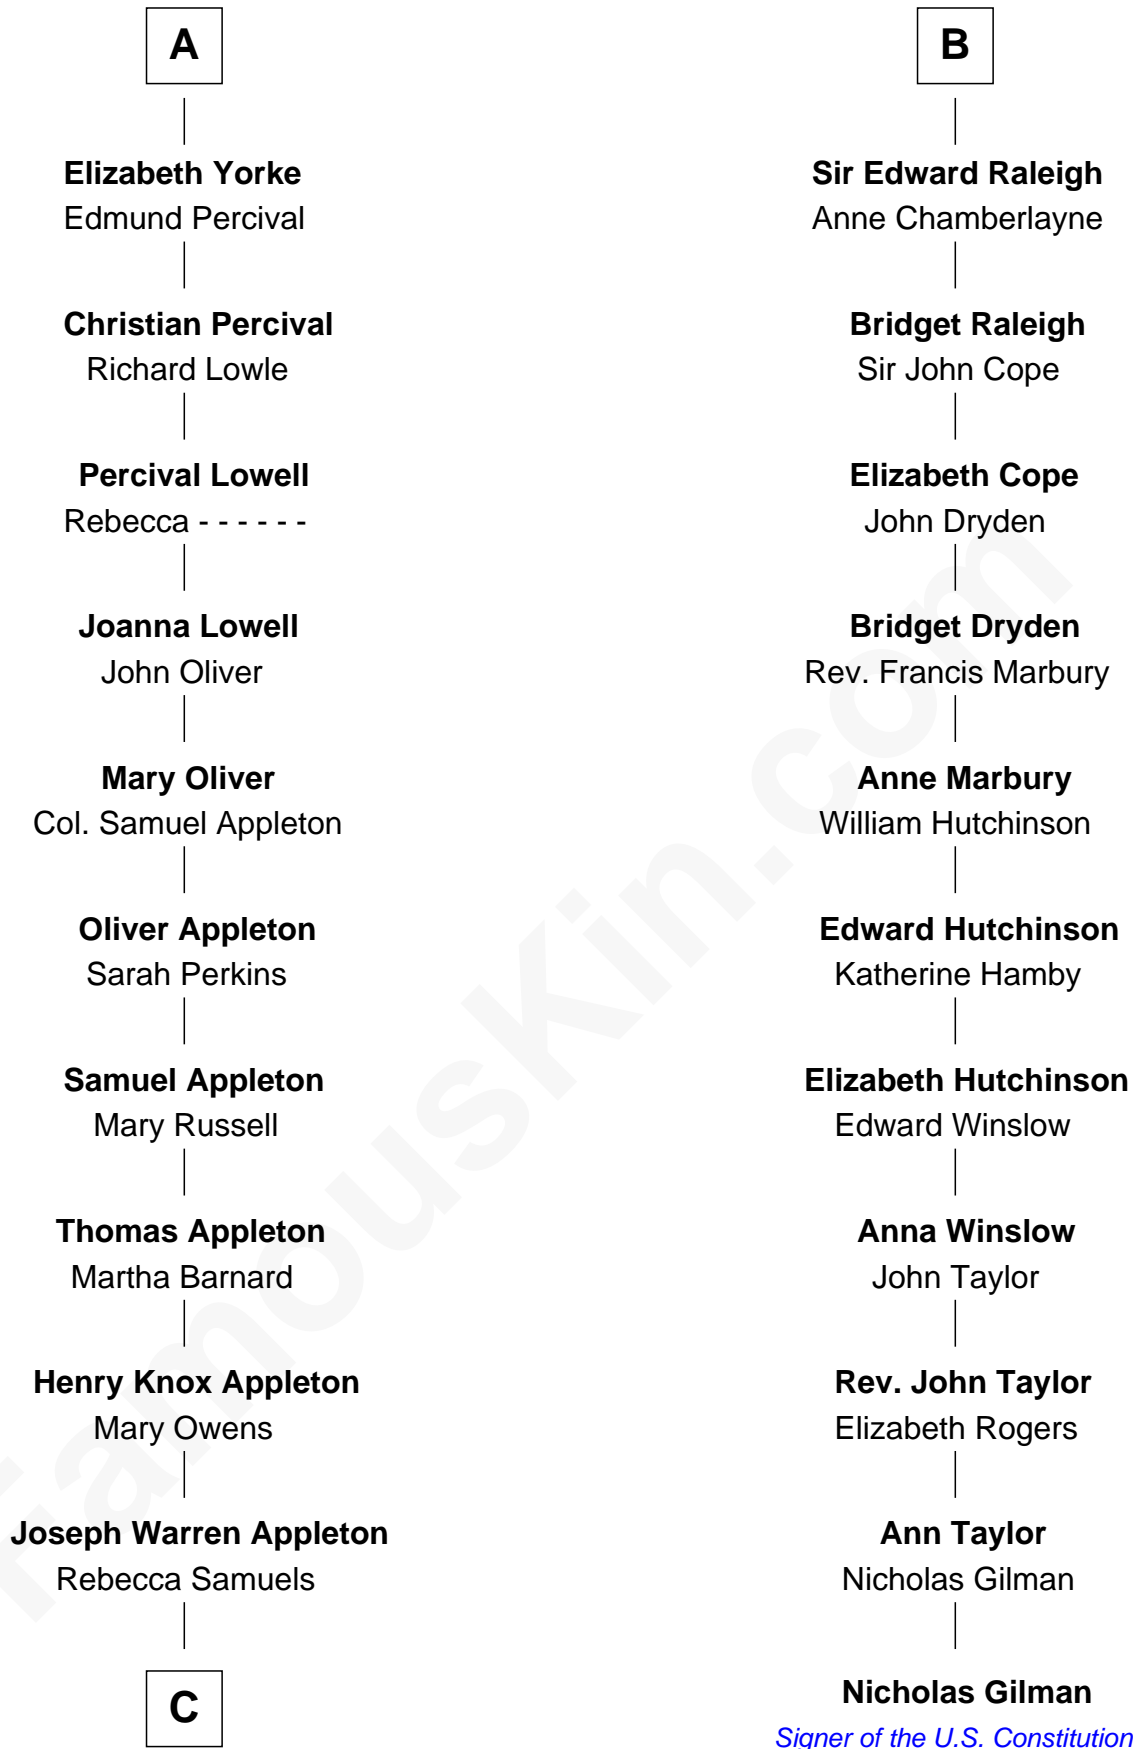 A
Elizabeth Yorke
Edmund Percival
Christian Percival
Richard Lowle
Percival Lowell
Rebecca - - - - - -
Joanna Lowell
John Oliver
Mary Oliver
Col. Samuel Appleton
Oliver Appleton
Sarah Perkins
Samuel Appleton
Mary Russell
Thomas Appleton
Martha Barnard
Henry Knox Appleton
Mary Owens
Joseph Warren Appleton
Rebecca Samuels
C
B
Sir Edward Raleigh
Anne Chamberlayne
Bridget Raleigh
Sir John Cope
Elizabeth Cope
John Dryden
Bridget Dryden
Rev. Francis Marbury
Anne Marbury
William Hutchinson
Edward Hutchinson
Katherine Hamby
Elizabeth Hutchinson
Edward Winslow
Anna Winslow
John Taylor
Rev. John Taylor
Elizabeth Rogers
Ann Taylor
Nicholas Gilman
Nicholas Gilman
Signer of the U.S. Constitution
FamousKin.com